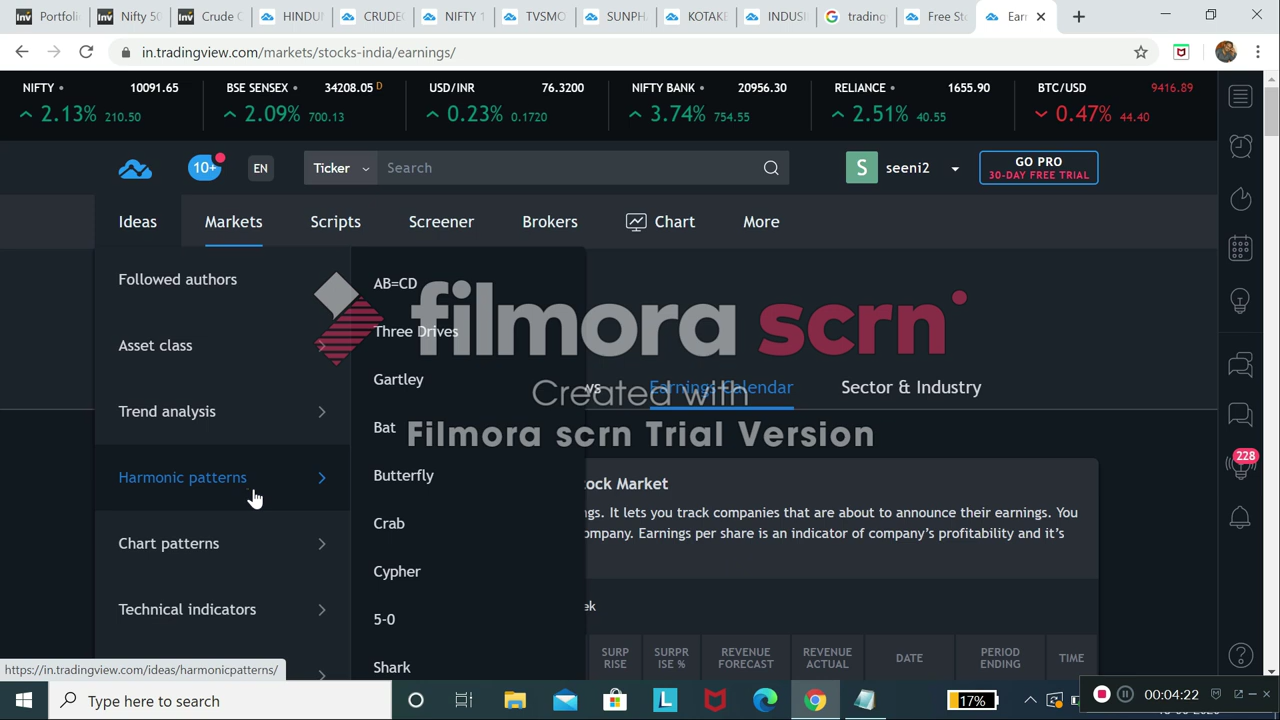 Portfoli
Nifty 50
Crude C
HINDUN
CRUDEC
NIFTY 1
TVSMO
SUNPH
KOTAK
INDUSI
trading
Free Sto
Earn
in.tradingview.com/markets/stocks-india/earnings/
NIFTY 10091.65
2.13% 210.50
BSE SENSEX 34208.05 D
2.09% 700.13
USD/INR 76.3200
0.23% 0.1720
NIFTY BANK 20956.30
3.74% 754.55
RELIANCE 1655.90
2.51% 40.55
BTC/USD 9416.89
0.47% 44.40
10+
EN
Ticker
Search
S
seeni2
GO PRO
30-DAY FREE TRIAL
Ideas
Markets
Scripts
Screener
Brokers
Chart
More
Followed authors
Asset class
Trend analysis
Harmonic patterns
Chart patterns
Technical indicators
AB=CD
Three Drives
Gartley
Bat
Butterfly
Crab
Cypher
5-0
Shark
filmora scrn
Created with
Filmora scrn Trial Version
vs
Earnings Calendar
Sector & Industry
tock Market
ngs. It lets you track companies that are about to announce their earnings. You
ompany. Earnings per share is an indicator of company's profitability and it's
ek
SURP
RISE
SURPR
ISE %
REVENUE
FORECAST
REVENUE
ACTUAL
DATE
PERIOD
ENDING
TIME
228
https://in.tradingview.com/ideas/harmonicpatterns/
Type here to search
L
17%
00:04:22